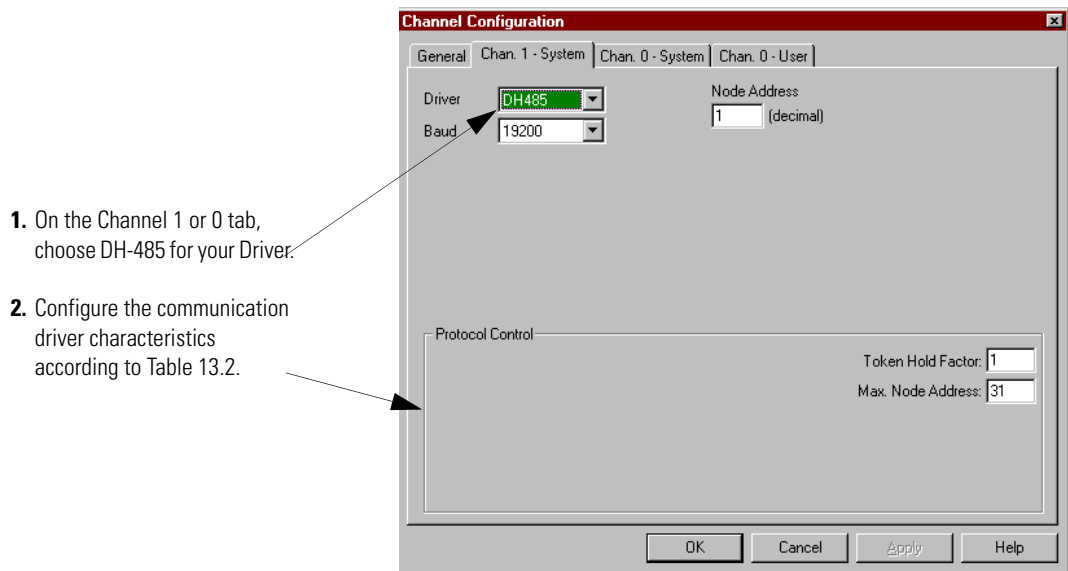 Channel Configuration
General Chan. 1 - System Chan. 0 - System Chan. 0 - User
Driver DH485
Node Address
1 (decimal)
Baud 19200
1. On the Channel 1 or 0 tab,
choose DH-485 for your Driver.
2. Configure the communication
driver characteristics
according to Table 13.2.
Protocol Control
Token Hold Factor: 1
Max. Node Address: 31
OK Cancel Apply Help